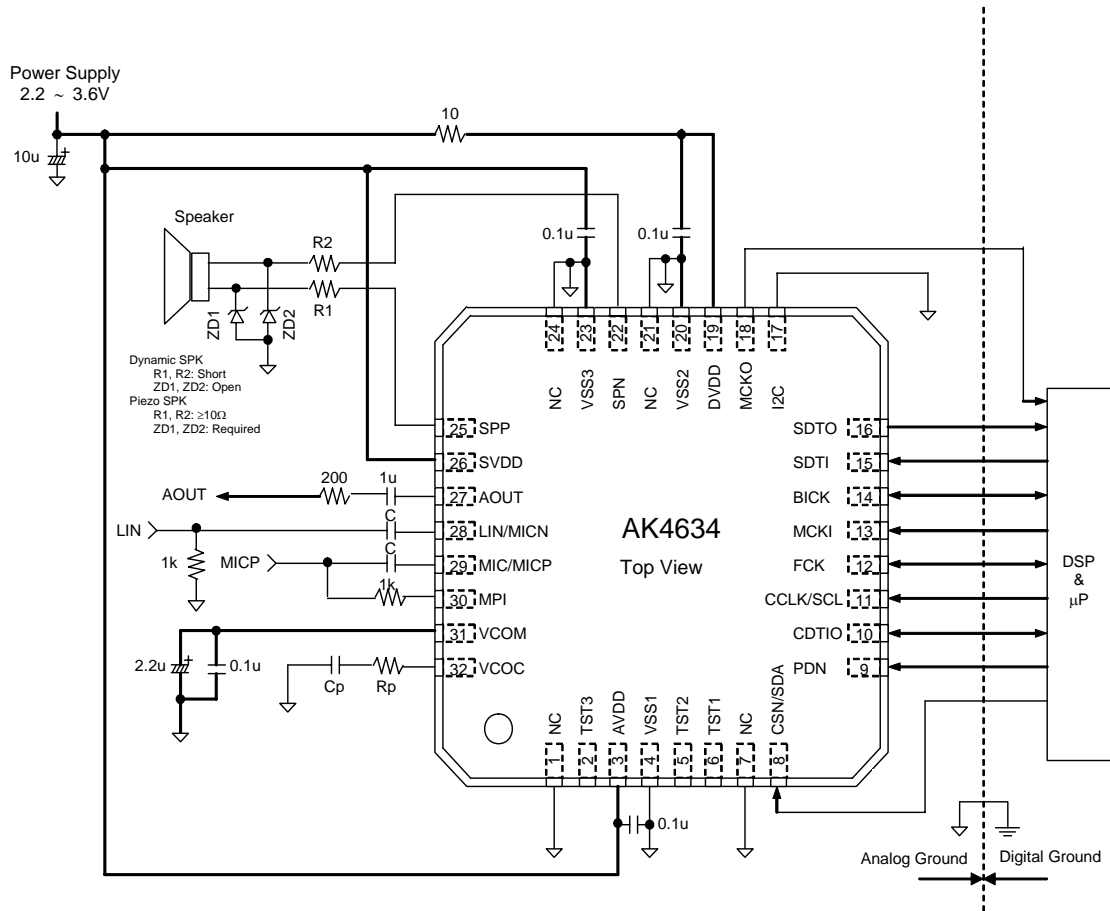 Power Supply
2.2 ~ 3.6V
10u
10
Speaker
R2
R1
ZD1
ZD2
0.1u
0.1u
Dynamic SPK
R1, R2: Short
ZD1, ZD2: Open
Piezo SPK
R1, R2: ≥10Ω
ZD1, ZD2: Required
24
23
22
21
20
19
18
17
NC
VSS3
SPN
NC
VSS2
DVDD
MCKO
I2C
25 SPP
26 SVDD
27 AOUT
28 LIN/MICN
29 MIC/MICP
30 MPI
31 VCOM
32 VCOC
AOUT
200
1u
LIN
C
1k
MICP
C
1k
2.2u
0.1u
Cp
Rp
AK4634
Top View
SDTO 16
SDTI 15
BICK 14
MCKI 13
FCK 12
CCLK/SCL 11
CDTIO 10
PDN 9
DSP
&
μP
NC
TST3
AVDD
VSS1
TST2
TST1
NC
CSN/SDA
1
2
3
4
5
6
7
8
0.1u
Analog Ground
Digital Ground